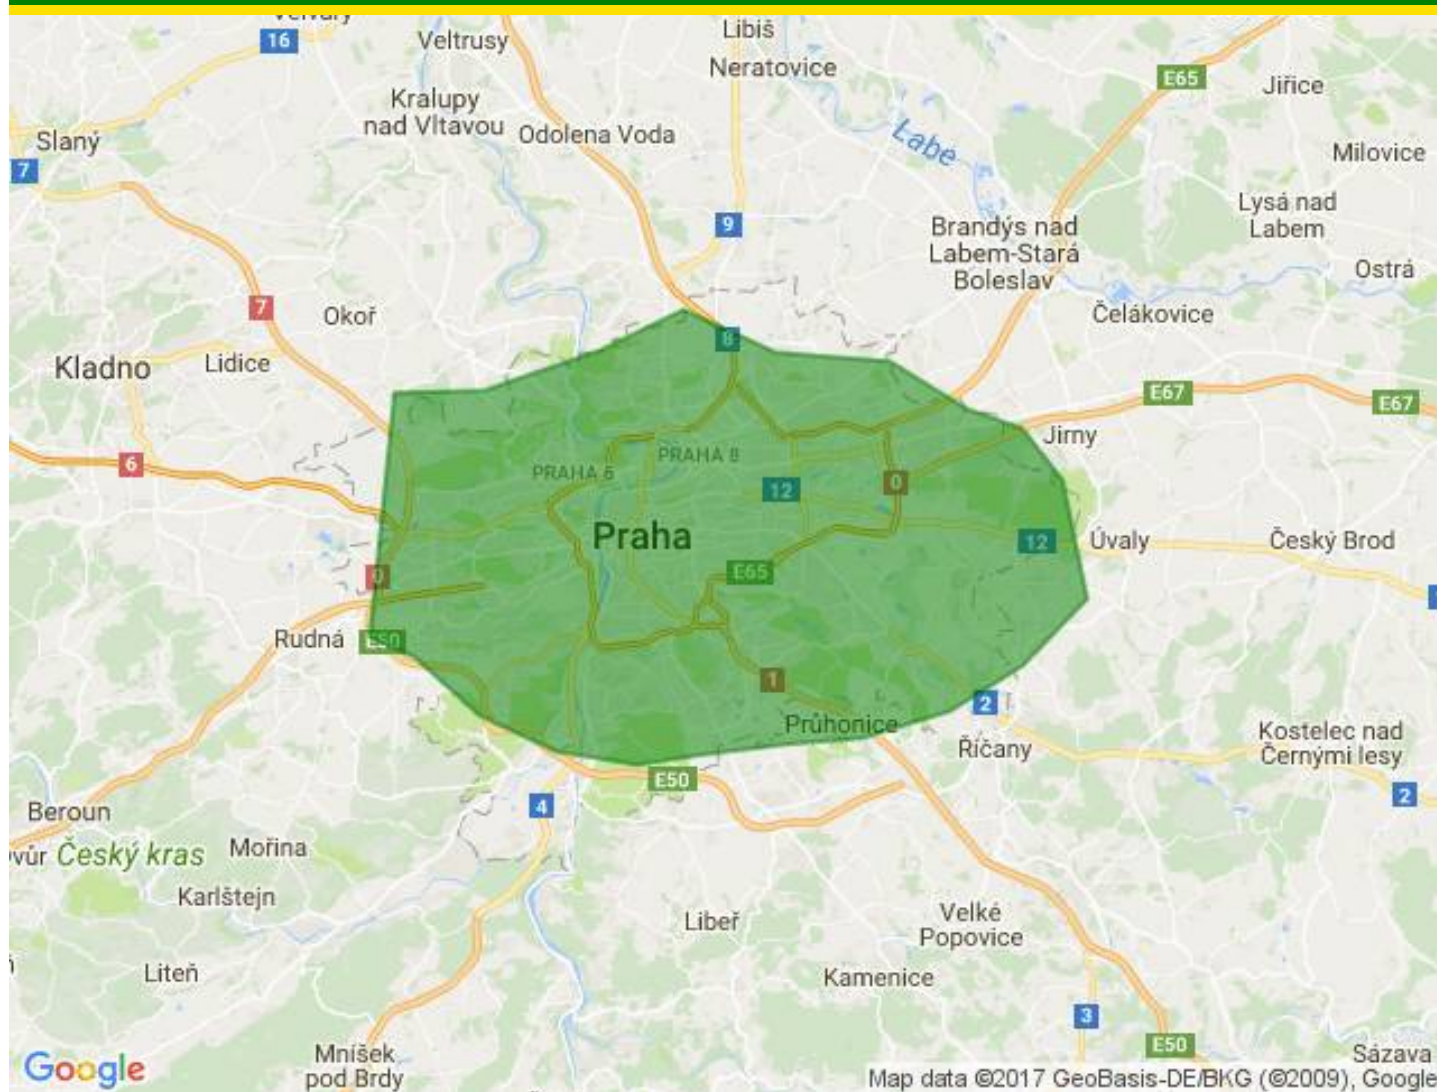 Velvary
16
Veltrusy
Libiš
Neratovice
E65
Jiřice
Kralupy
nad Vltavou
Odolena Voda
Slaný
Labe
Milovice
7
9
Lysá nad
Labem
Brandýs nad
Labem-Stará
Boleslav
Ostrá
7
Okoř
Čelákovice
8
Kladno
Lidice
E67
E67
Jirny
6
PRAHA 8
PRAHA 6
12
0
Praha
12
Úvaly
Český Brod
0
E65
Rudná
E50
1
2
Průhonice
Říčany
Kostelec nad
Černými lesy
E50
4
2
Beroun
Mořina
vůr
Český kras
Karlštejn
Libeř
Velké
Popovice
Liteň
Kamenice
3
E50
Mníšek
pod Brdy
Sázava
Google
Map data ©2017 GeoBasis-DE/BKG (©2009), Google